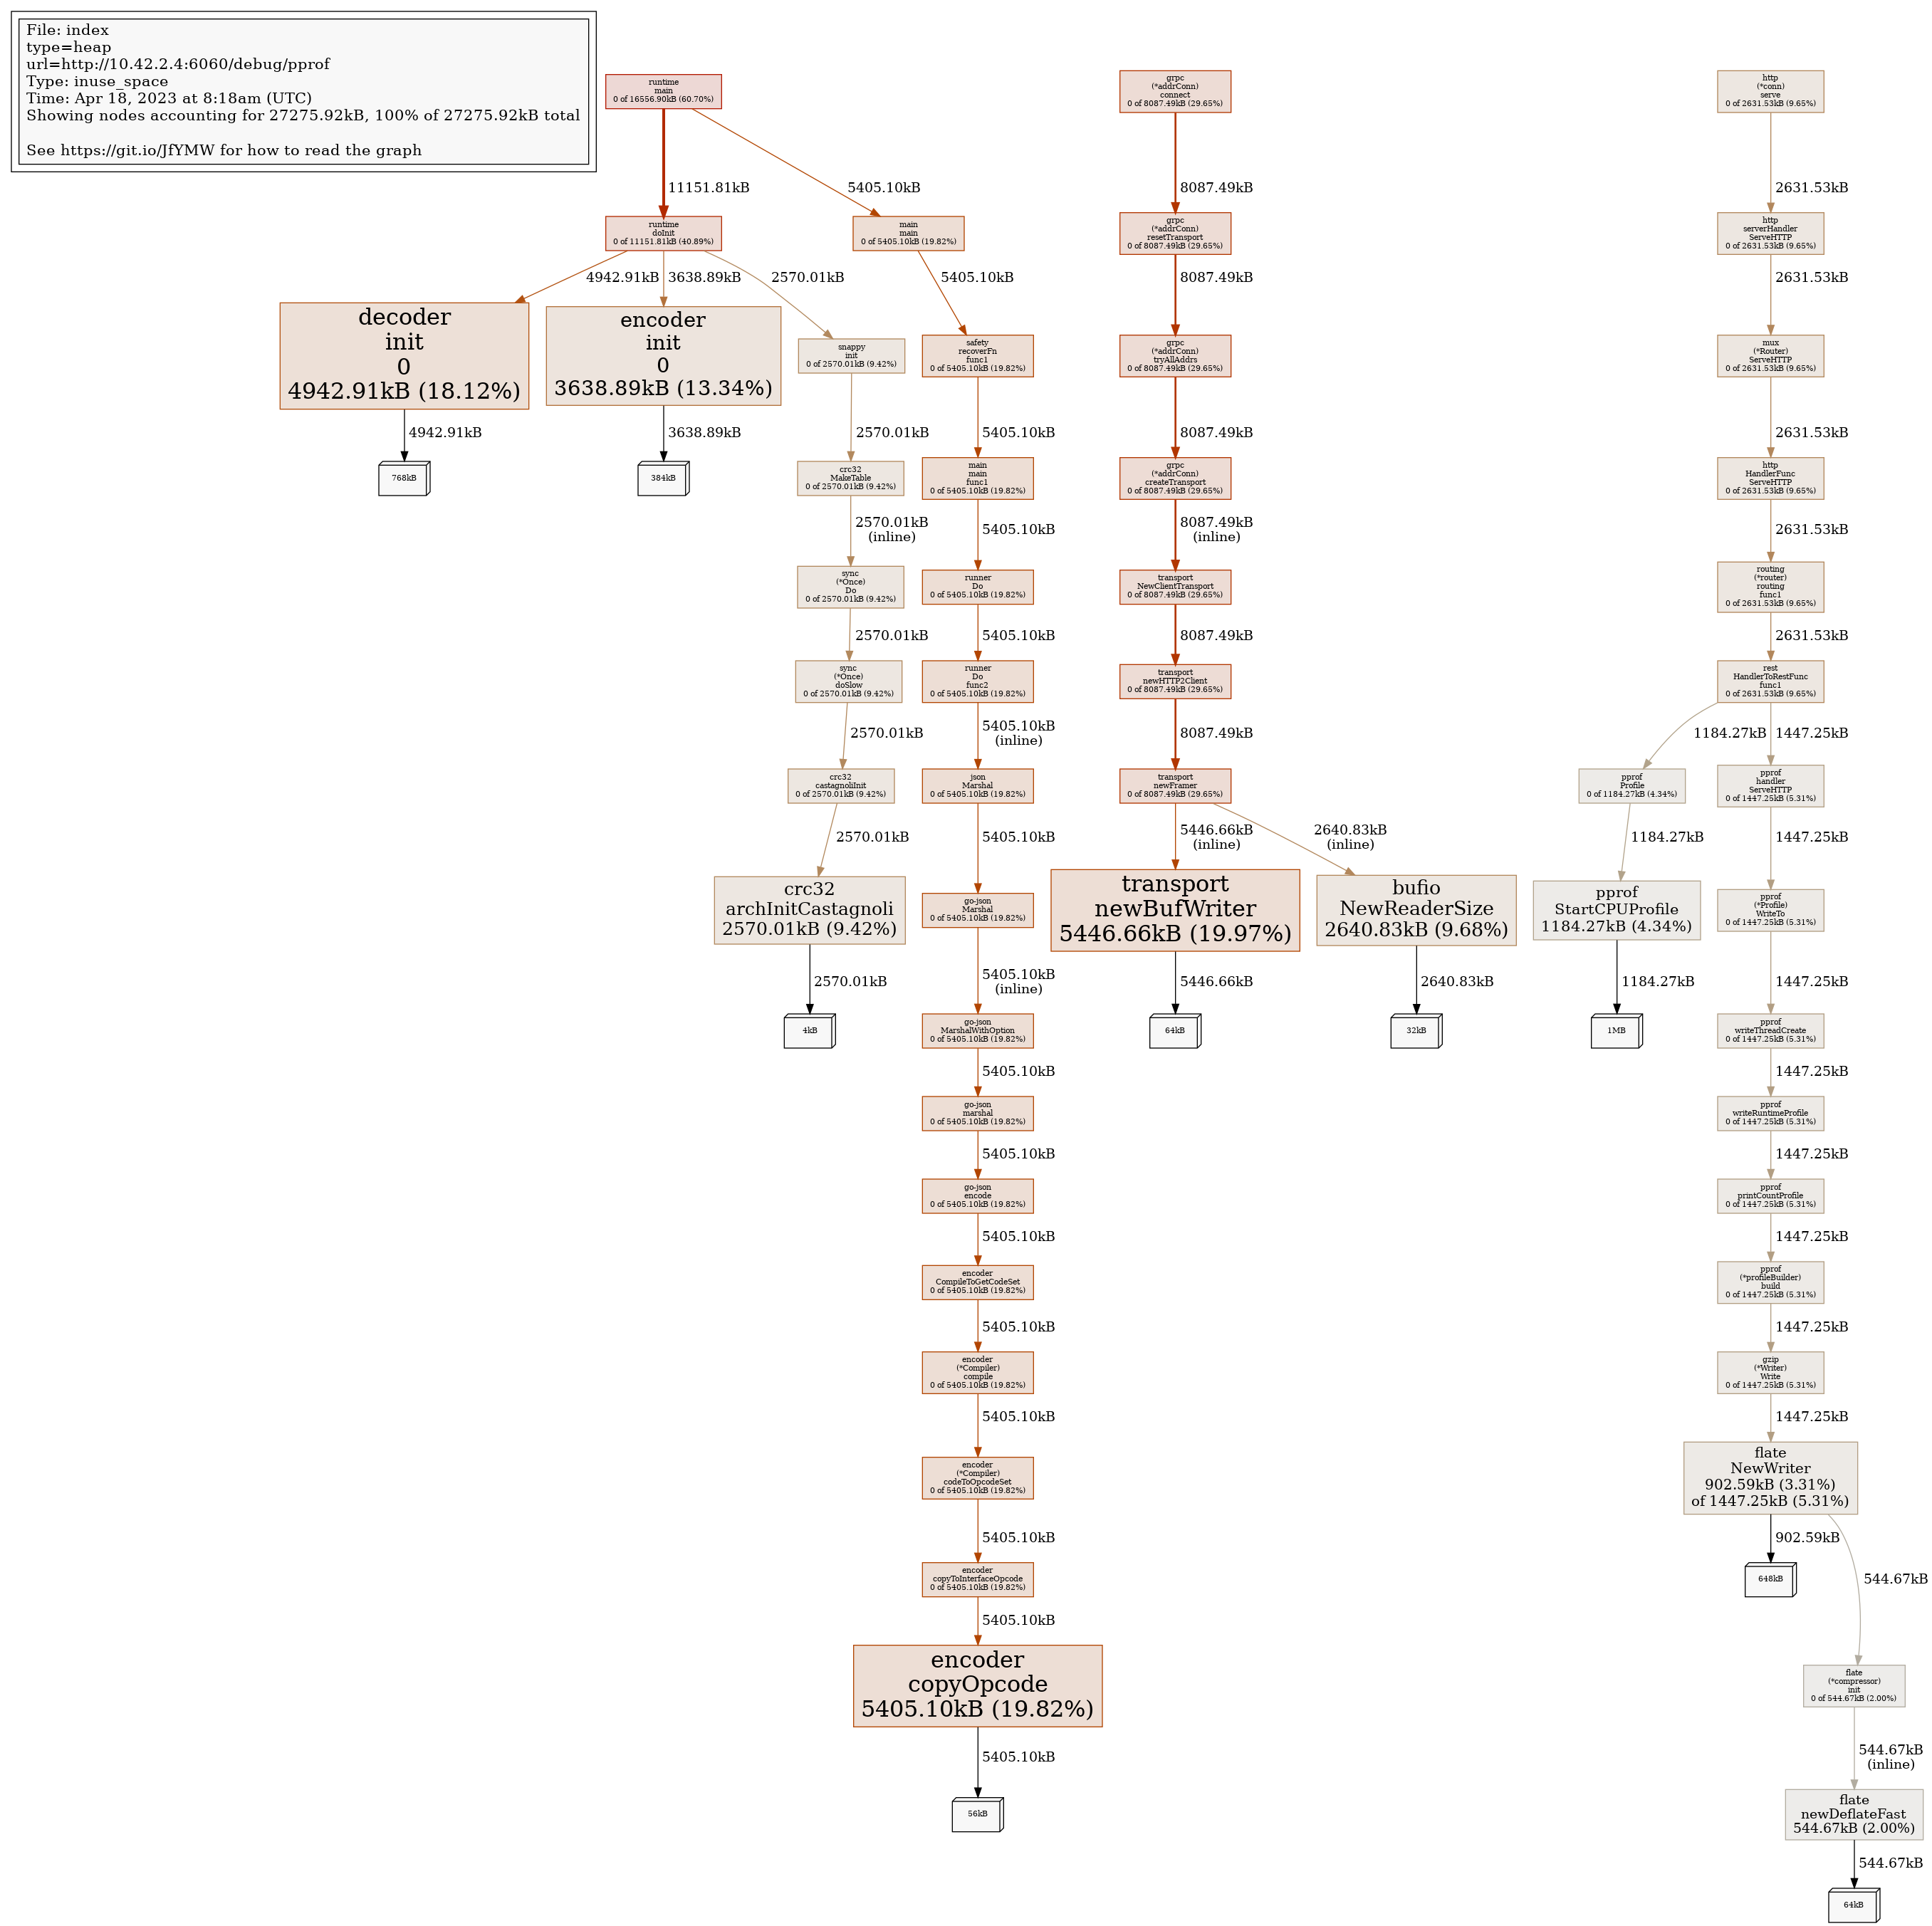 File: index
type=heap
url=http://10.42.2.4:6060/debug/pprof
Type: inuse_space
Time: Apr 18, 2023 at 8:18am (UTC)
Showing nodes accounting for 27275.92kB, 100% of 27275.92kB total
See https://git.io/JfYMW for how to read the graph
runtime
main
0 of 16556.90kB (60.70%)
11151.81kB
5405.10kB
runtime
doInit
0 of 11151.81kB (40.89%)
main
main
0 of 5405.10kB (19.82%)
4942.91kB
3638.89kB
2570.01kB
5405.10kB
decoder
init
0
4942.91kB (18.12%)
4942.91kB
768kB
encoder
init
0
3638.89kB (13.34%)
3638.89kB
384kB
snappy
init
0 of 2570.01kB (9.42%)
2570.01kB
crc32
MakeTable
0 of 2570.01kB (9.42%)
2570.01kB
(inline)
sync
(*Once)
Do
0 of 2570.01kB (9.42%)
2570.01kB
sync
(*Once)
doSlow
0 of 2570.01kB (9.42%)
2570.01kB
crc32
castagnoliInit
0 of 2570.01kB (9.42%)
2570.01kB
crc32
archInitCastagnoli
2570.01kB (9.42%)
2570.01kB
4kB
safety
recoverFn
func1
0 of 5405.10kB (19.82%)
5405.10kB
main
main
func1
0 of 5405.10kB (19.82%)
5405.10kB
runner
Do
0 of 5405.10kB (19.82%)
5405.10kB
runner
Do
func2
0 of 5405.10kB (19.82%)
5405.10kB
(inline)
json
Marshal
0 of 5405.10kB (19.82%)
5405.10kB
go-json
Marshal
0 of 5405.10kB (19.82%)
5405.10kB
(inline)
go-json
MarshalWithOption
0 of 5405.10kB (19.82%)
5405.10kB
go-json
marshal
0 of 5405.10kB (19.82%)
5405.10kB
go-json
encode
0 of 5405.10kB (19.82%)
5405.10kB
encoder
CompileToGetCodeSet
0 of 5405.10kB (19.82%)
5405.10kB
encoder
(*Compiler)
compile
0 of 5405.10kB (19.82%)
5405.10kB
encoder
(*Compiler)
codeToOpcodeSet
0 of 5405.10kB (19.82%)
5405.10kB
encoder
copyToInterfaceOpcode
0 of 5405.10kB (19.82%)
5405.10kB
encoder
copyOpcode
5405.10kB (19.82%)
5405.10kB
56kB
grpc
(*addrConn)
connect
0 of 8087.49kB (29.65%)
8087.49kB
grpc
(*addrConn)
resetTransport
0 of 8087.49kB (29.65%)
8087.49kB
grpc
(*addrConn)
tryAllAddrs
0 of 8087.49kB (29.65%)
8087.49kB
grpc
(*addrConn)
createTransport
0 of 8087.49kB (29.65%)
8087.49kB
(inline)
transport
NewClientTransport
0 of 8087.49kB (29.65%)
8087.49kB
transport
newHTTP2Client
0 of 8087.49kB (29.65%)
8087.49kB
transport
newFramer
0 of 8087.49kB (29.65%)
5446.66kB
(inline)
2640.83kB
(inline)
transport
newBufWriter
5446.66kB (19.97%)
5446.66kB
64kB
bufio
NewReaderSize
2640.83kB (9.68%)
2640.83kB
32kB
http
(*conn)
serve
0 of 2631.53kB (9.65%)
2631.53kB
http
serverHandler
ServeHTTP
0 of 2631.53kB (9.65%)
2631.53kB
mux
(*Router)
ServeHTTP
0 of 2631.53kB (9.65%)
2631.53kB
http
HandlerFunc
ServeHTTP
0 of 2631.53kB (9.65%)
2631.53kB
routing
(*router)
routing
func1
0 of 2631.53kB (9.65%)
2631.53kB
rest
HandlerToRestFunc
func1
0 of 2631.53kB (9.65%)
1184.27kB
1447.25kB
pprof
Profile
0 of 1184.27kB (4.34%)
1184.27kB
pprof
StartCPUProfile
1184.27kB (4.34%)
1184.27kB
1MB
pprof
handler
ServeHTTP
0 of 1447.25kB (5.31%)
1447.25kB
pprof
(*Profile)
WriteTo
0 of 1447.25kB (5.31%)
1447.25kB
pprof
writeThreadCreate
0 of 1447.25kB (5.31%)
1447.25kB
pprof
writeRuntimeProfile
0 of 1447.25kB (5.31%)
1447.25kB
pprof
printCountProfile
0 of 1447.25kB (5.31%)
1447.25kB
pprof
(*profileBuilder)
build
0 of 1447.25kB (5.31%)
1447.25kB
gzip
(*Writer)
Write
0 of 1447.25kB (5.31%)
1447.25kB
flate
NewWriter
902.59kB (3.31%)
of 1447.25kB (5.31%)
902.59kB
648kB
544.67kB
flate
(*compressor)
init
0 of 544.67kB (2.00%)
544.67kB
(inline)
flate
newDeflateFast
544.67kB (2.00%)
544.67kB
64kB